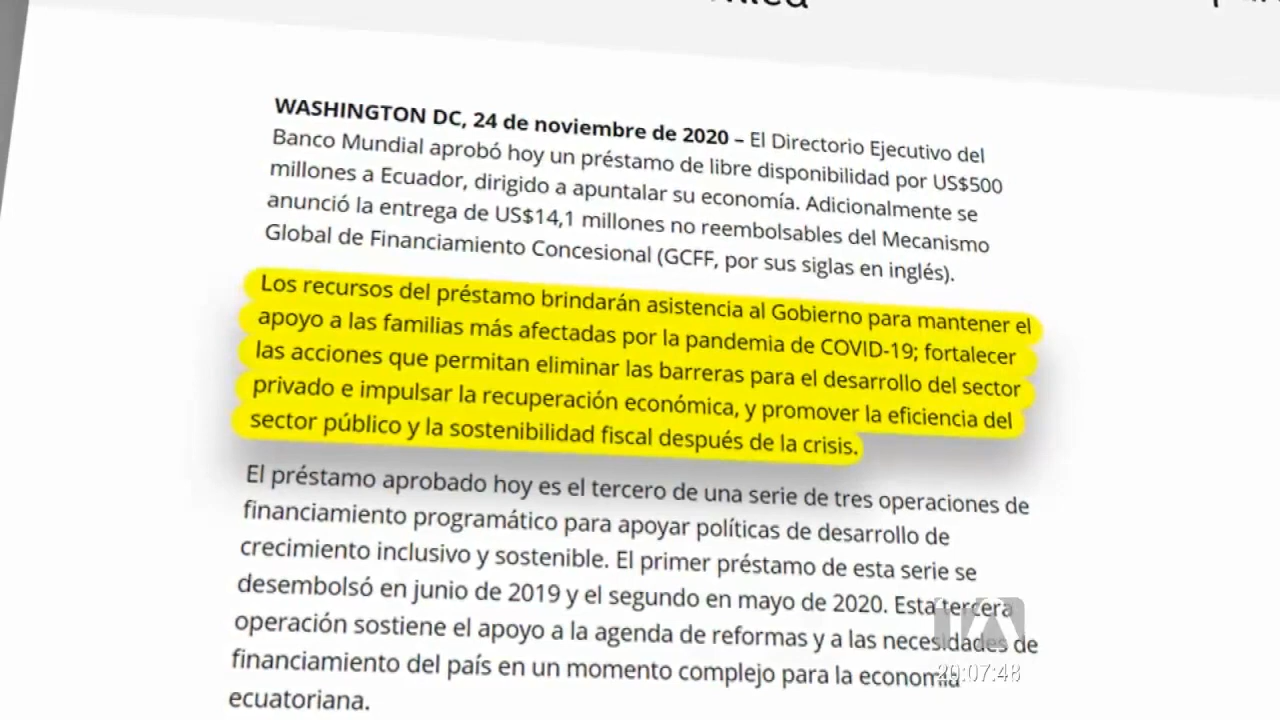 WASHINGTON DC, 24 de noviembre de 2020 – El Directorio Ejecutivo del
Banco Mundial aprobó hoy un préstamo de libre disponibilidad por US$500
millones a Ecuador, dirigido a apuntalar su economía. Adicionalmente se
anunció la entrega de US$14,1 millones no reembolsables del Mecanismo
Global de Financiamiento Concesional (GCFF, por sus siglas en inglés).
Los recursos del préstamo brindarán asistencia al Gobierno para mantener el
apoyo a las familias más afectadas por la pandemia de COVID-19; fortalecer
las acciones que permitan eliminar las barreras para el desarrollo del sector
privado e impulsar la recuperación económica, y promover la eficiencia del
sector público y la sostenibilidad fiscal después de la crisis.
El préstamo aprobado hoy es el tercero de una serie de tres operaciones de
financiamiento programático para apoyar políticas de desarrollo de
crecimiento inclusivo y sostenible. El primer préstamo de esta serie se
desembolsó en junio de 2019 y el segundo en mayo de 2020. Esta tercera
operación sostiene el apoyo a la agenda de reformas y a las necesidades de
financiamiento del país en un momento complejo para la economía
ecuatoriana.
20:07:48